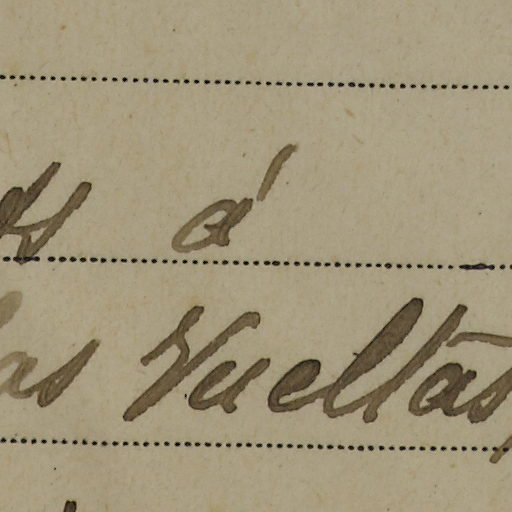 á
las Vueltas,